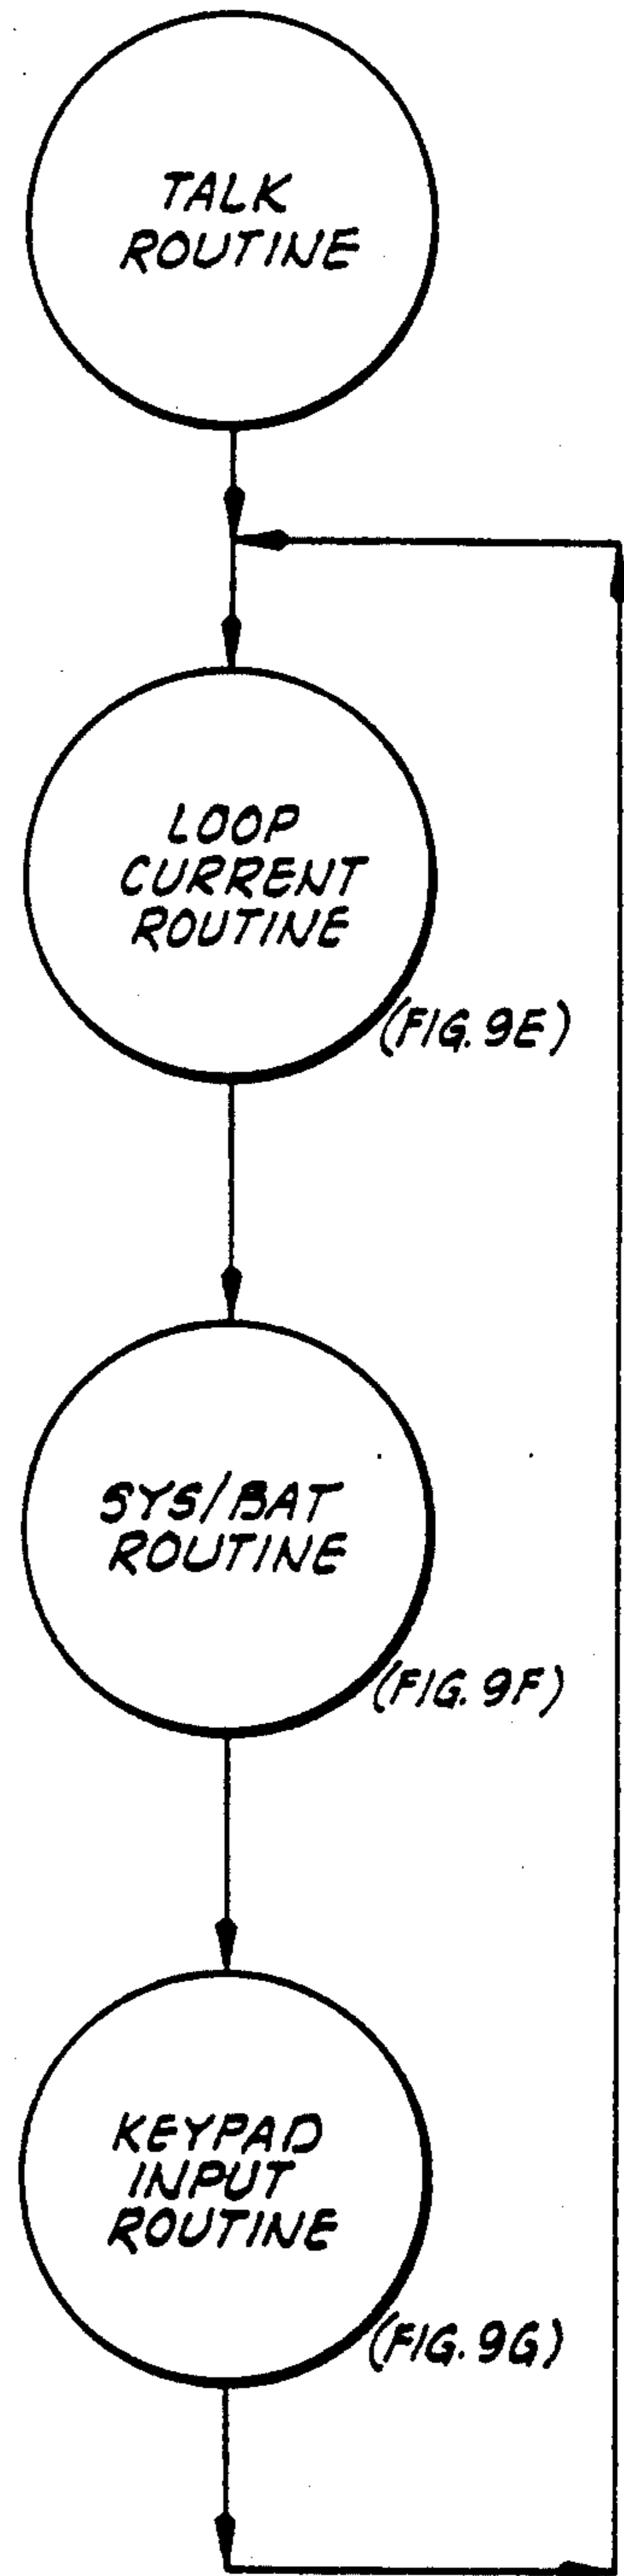 TALK
ROUTINE
LOOP
CURRENT
ROUTINE
(FIG. 9E)
SYS/BAT
ROUTINE
(FIG. 9F)
KEYPAD
INPUT
ROUTINE
(FIG. 9G)